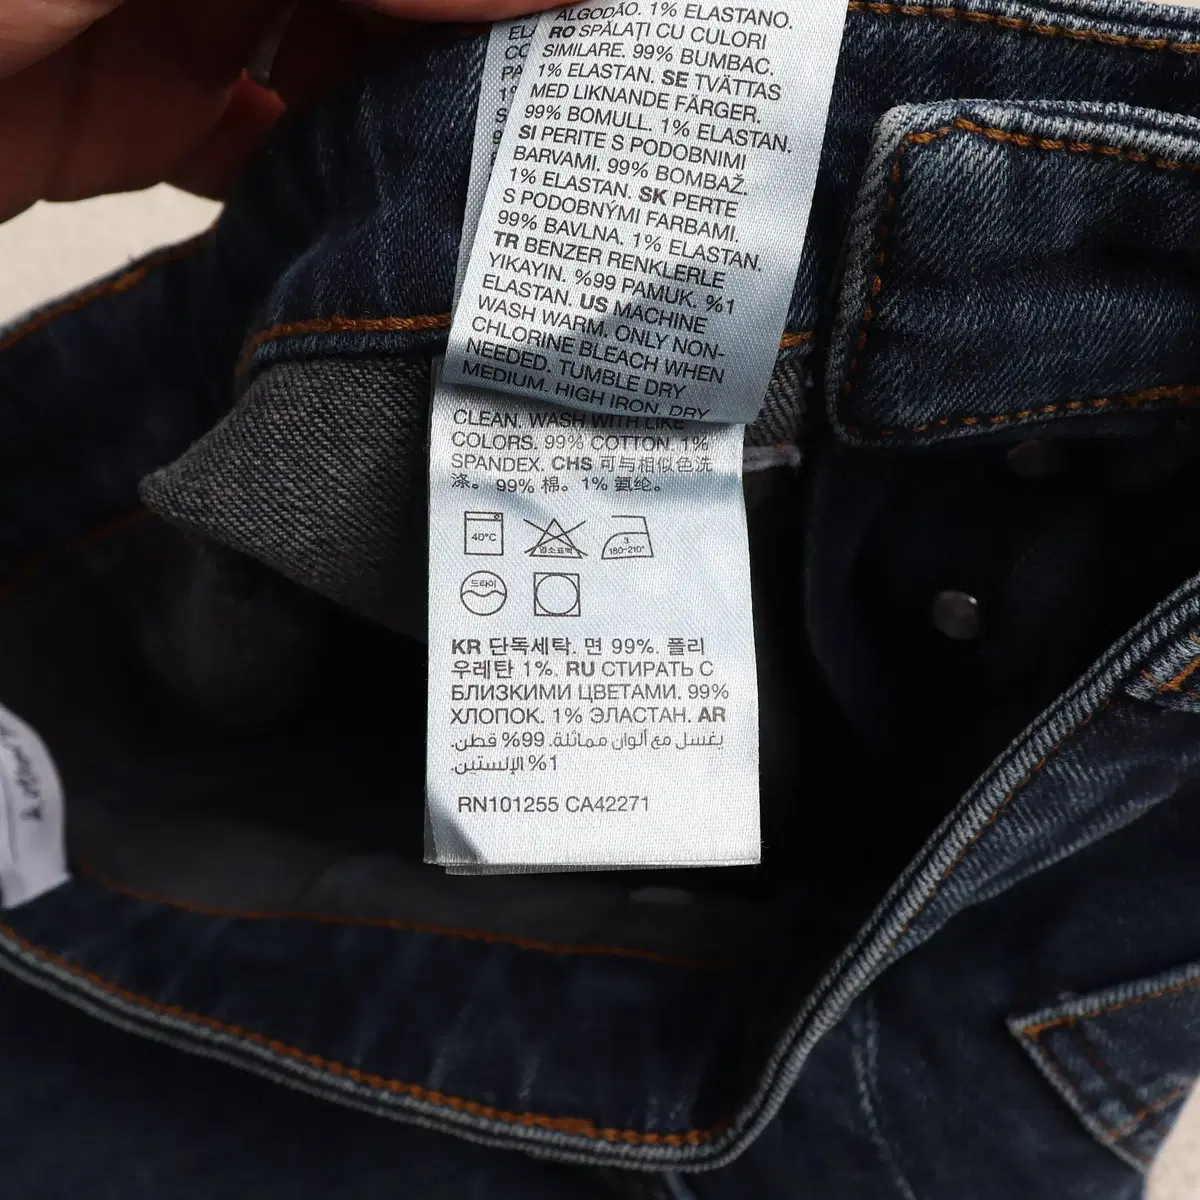 ALGODÃO. 1% ELASTANO.
RO SPĂLAȚI CU CULORI
SIMILARE. 99% BUMBAC.
1% ELASTAN. SE TVÄTTAS
MED LIKNANDE FÄRGER.
99% BOMULL. 1% ELASTAN.
SI PERITE S PODOBNIMI
BARVAMI. 99% BOMBAŽ.
1% ELASTAN. SK PERTE
S PODOBNÝMI FARBAMI.
99% BAVLNA. 1% ELASTAN.
TR BENZER RENKLERLE
YIKAYIN. %99 PAMUK. %1
ELASTAN. US MACHINE
WASH WARM. ONLY NON-
CHLORINE BLEACH WHEN
NEEDED. TUMBLE DRY
MEDIUM. HIGH IRON. DRY
CLEAN. WASH WITH LIKE
COLORS. 99% COTTON. 1%
SPANDEX. CHS 可与相似色洗
涤。 99% 棉。 1% 氨纶。
40°C 염소표백 3
180-210°
드라이
KR 단독세탁. 면 99%. 폴리
우레탄 1%. RU СТИРАТЬ С
БЛИЗКИМИ ЦВЕТАМИ. 99%
ХЛОПОК. 1% ЭЛАСТАН. AR
يغسل مع ألوان مماثلة. 99% قطن.
1% الإلستين.
RN101255 CA42271